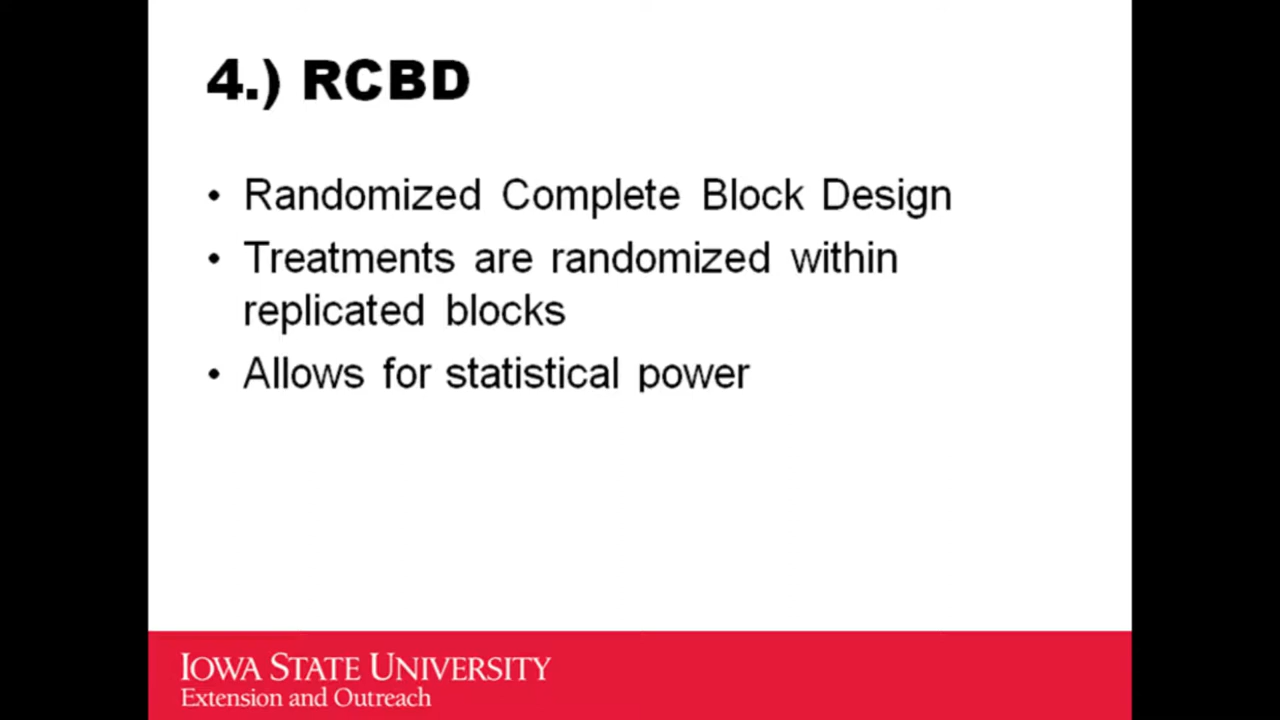 4.) RCBD
• Randomized Complete Block Design
• Treatments are randomized within
replicated blocks
• Allows for statistical power
IOWA STATE UNIVERSITY
Extension and Outreach